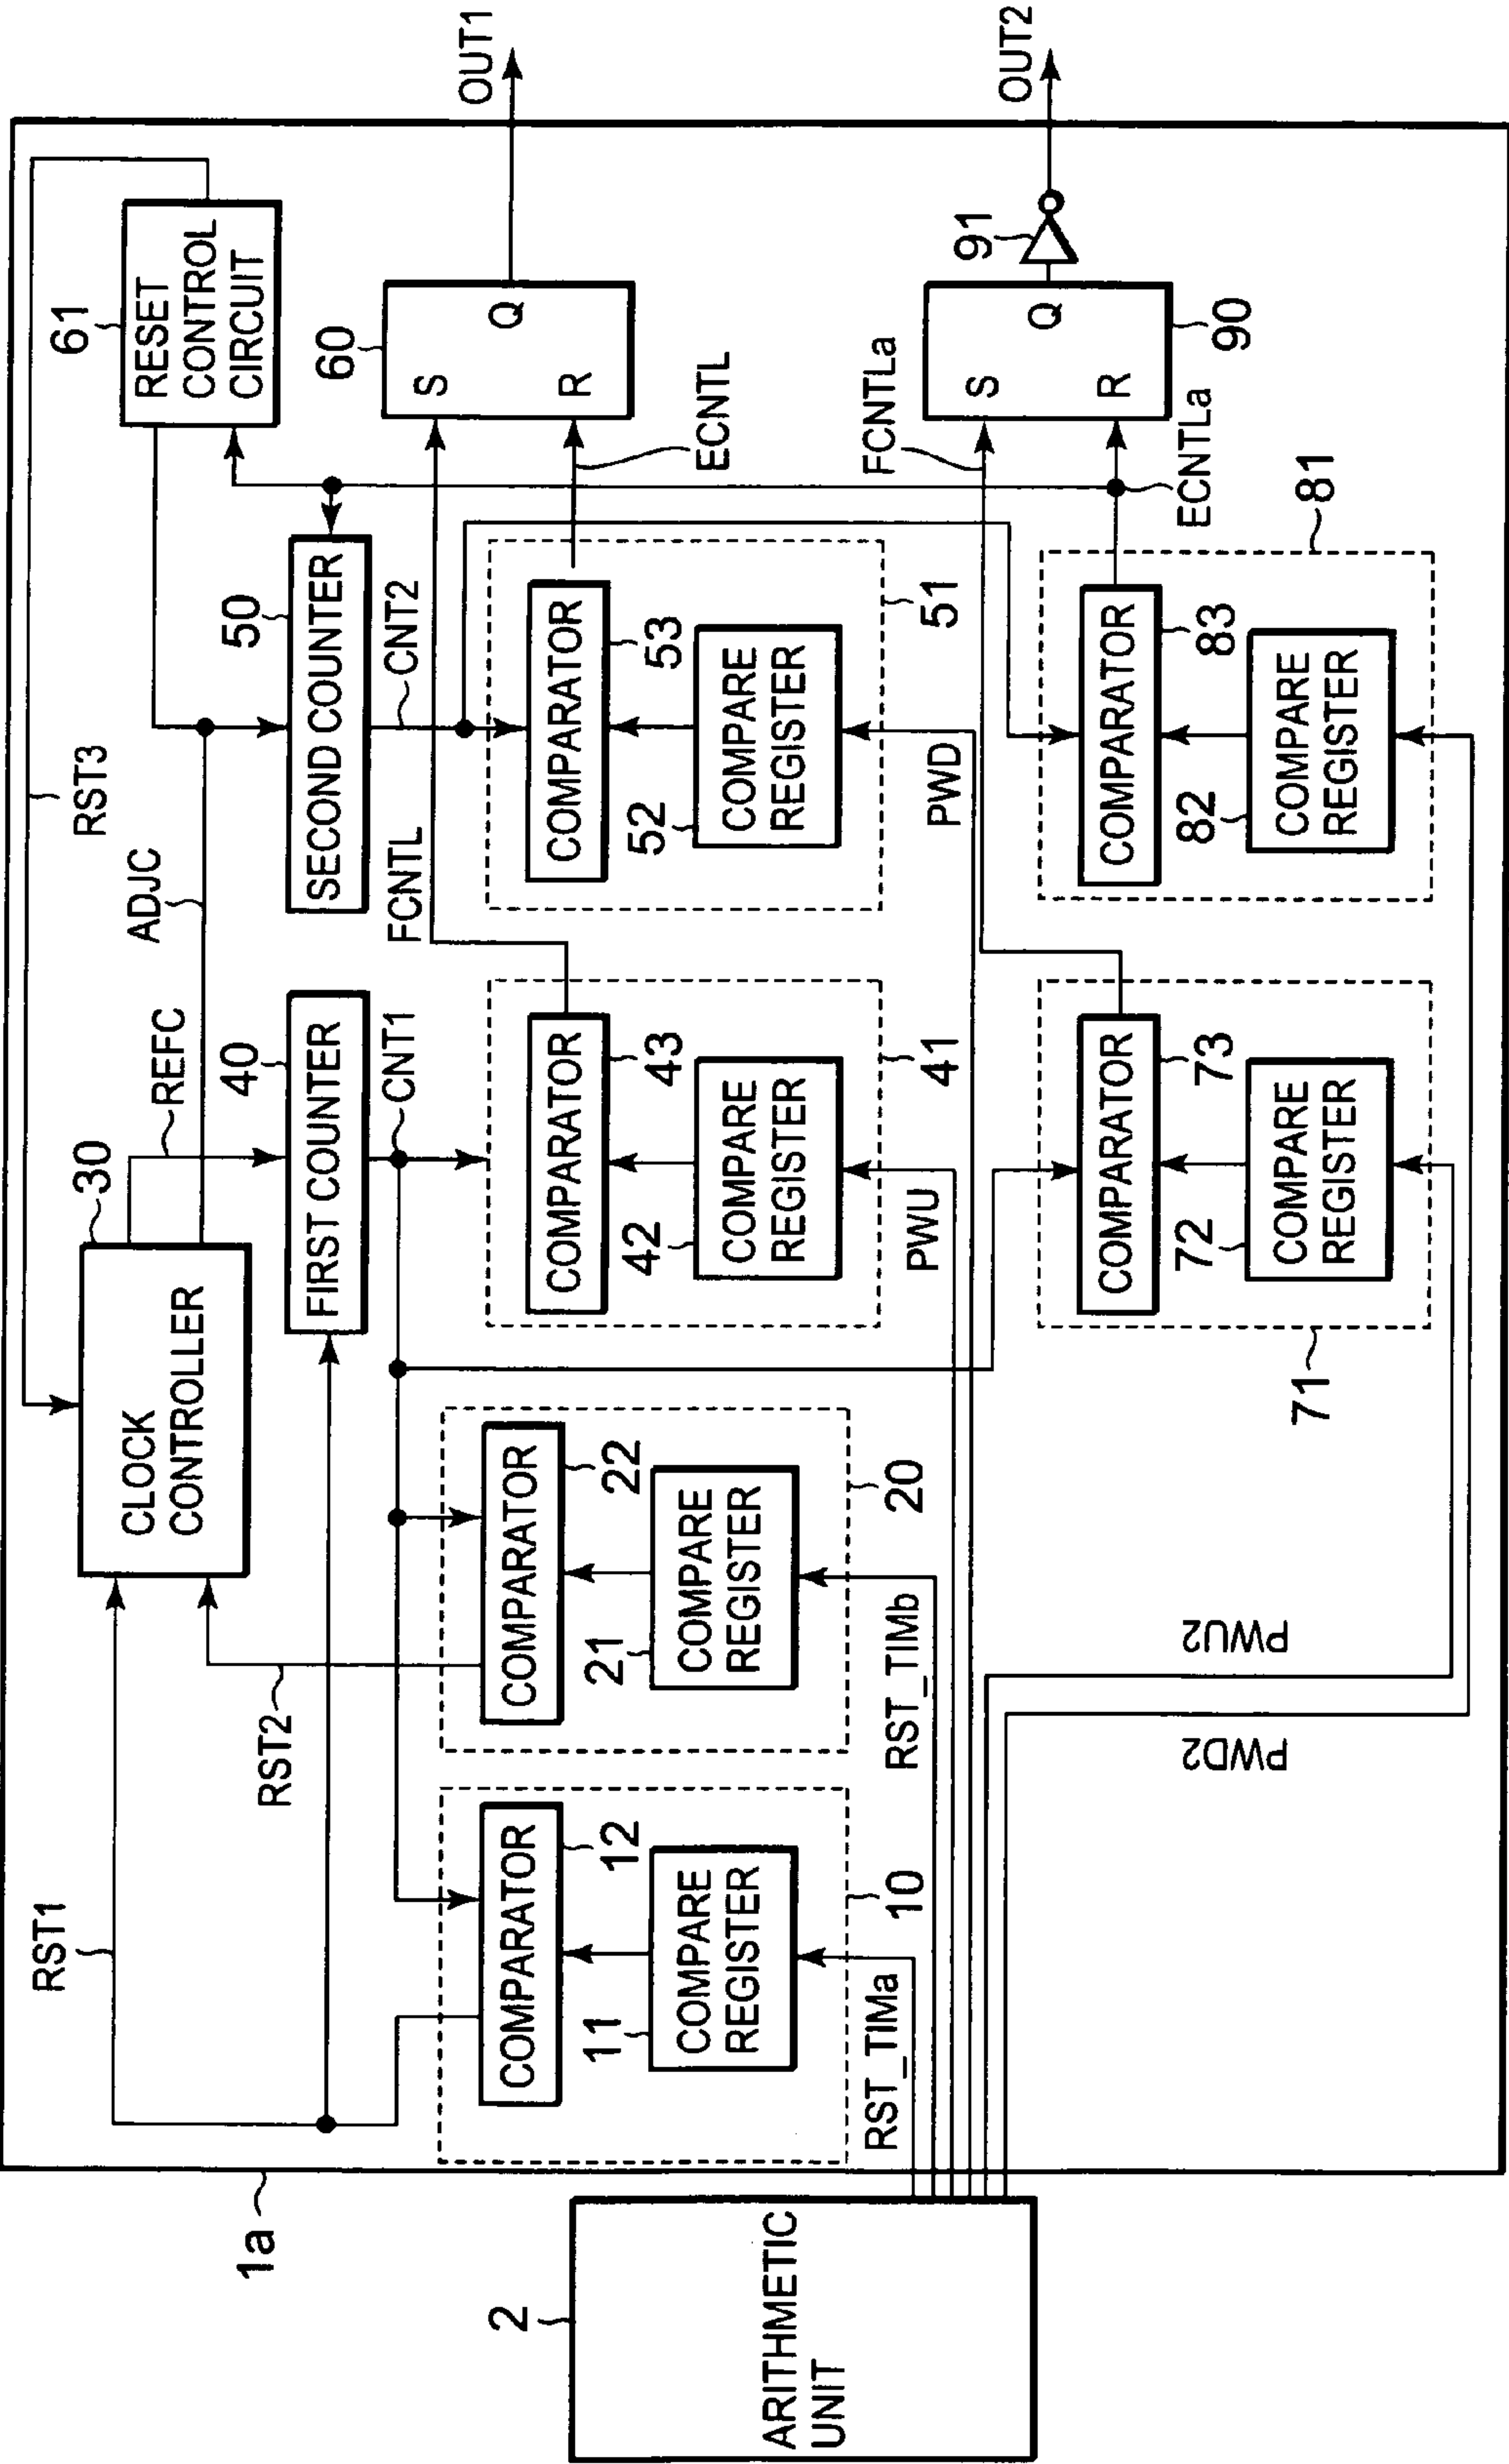 1a
2
ARITHMETIC
UNIT
RST1
RST2
RST3
ADJC
REFC
30
CLOCK
CONTROLLER
61
RESET
CONTROL
CIRCUIT
40
FIRST COUNTER
CNT1
50
SECOND COUNTER
CNT2
FCNTL
COMPARATOR
12
11
COMPARE
REGISTER
10
RST_TIMa
COMPARATOR
22
21
COMPARE
REGISTER
20
RST_TIMb
COMPARATOR
43
42
COMPARE
REGISTER
41
PWU
COMPARATOR
53
52
COMPARE
REGISTER
51
PWD
60
S
R
Q
OUT1
ECNTL
COMPARATOR
73
72
COMPARE
REGISTER
71
PWU2
COMPARATOR
83
82
COMPARE
REGISTER
81
PWD2
FCNTLa
ECNTLa
S
R
Q
90
91
OUT2